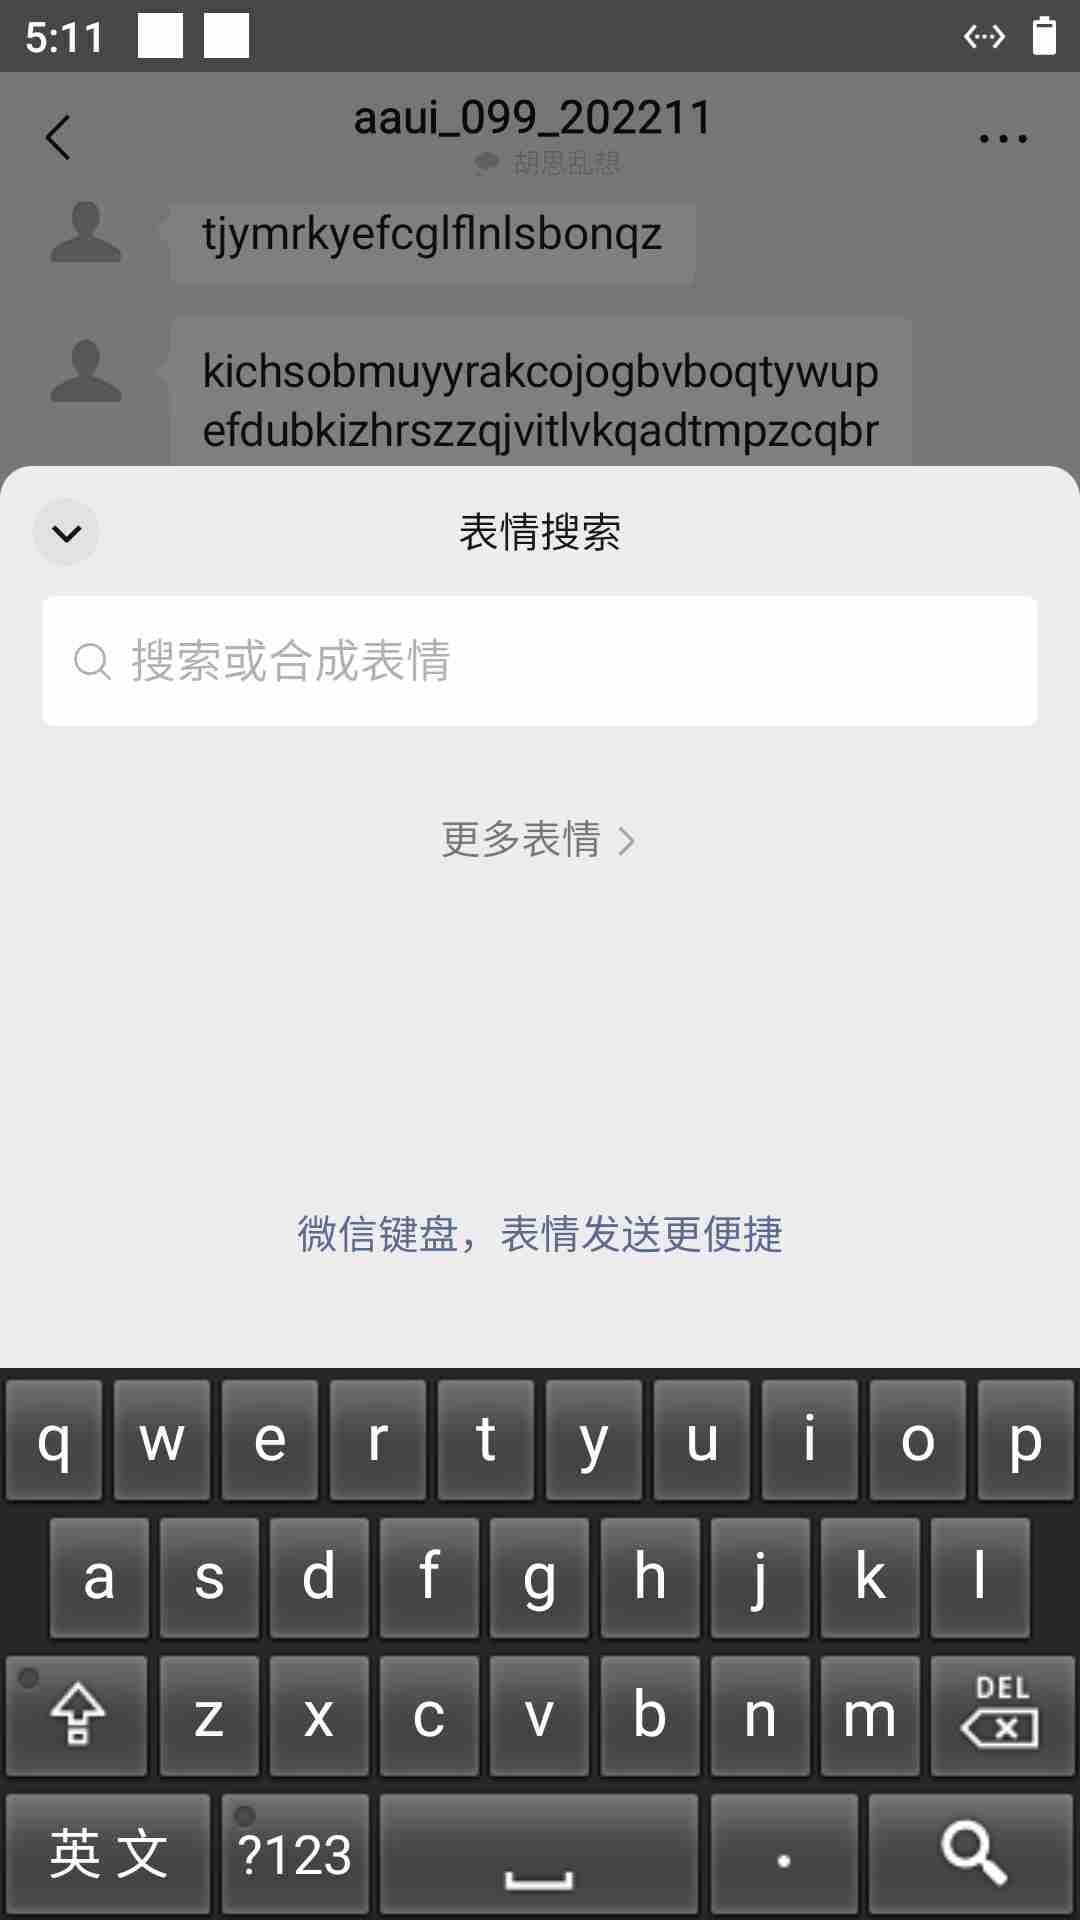 5:11
aaui_099_202211
胡思乱想
tjymrkyefcglflnlsbonqz
kichsobmuyyrakcojogbvboqtywup
efdubkizhrszzqjvitlvkqadtmpzcqbr
表情搜索
搜索或合成表情
更多表情
微信键盘，表情发送更便捷
q w e r t y u i o p
a s d f g h j k l
z x c v b n m DEL
英文 ?123 .